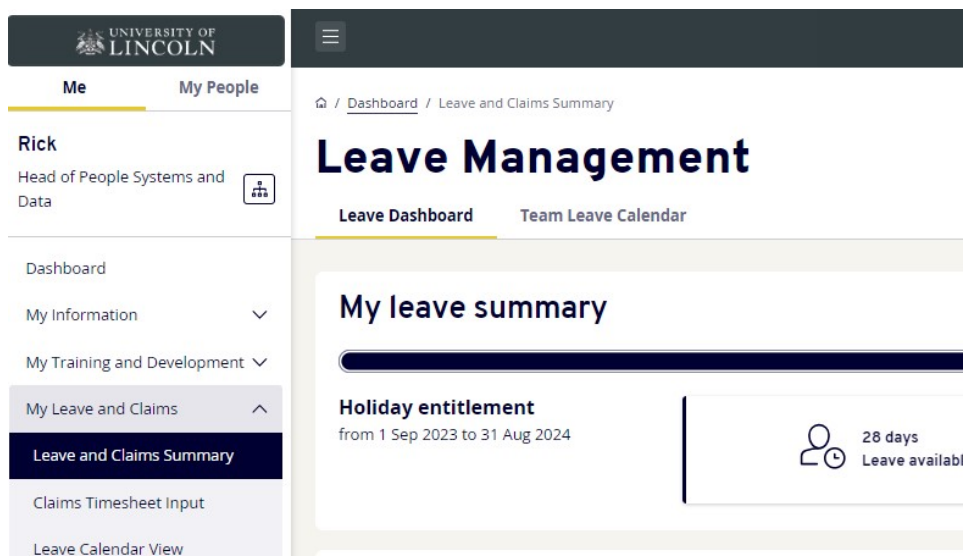 UNIVERSITY OF
LINCOLN
Me
My People
Rick
Head of People Systems and
Data
Dashboard
My Information
My Training and Development
My Leave and Claims
Leave and Claims Summary
Claims Timesheet Input
Leave Calendar View
/ Dashboard / Leave and Claims Summary
Leave Management
Leave Dashboard
Team Leave Calendar
My leave summary
Holiday entitlement
from 1 Sep 2023 to 31 Aug 2024
28 days
Leave availabl